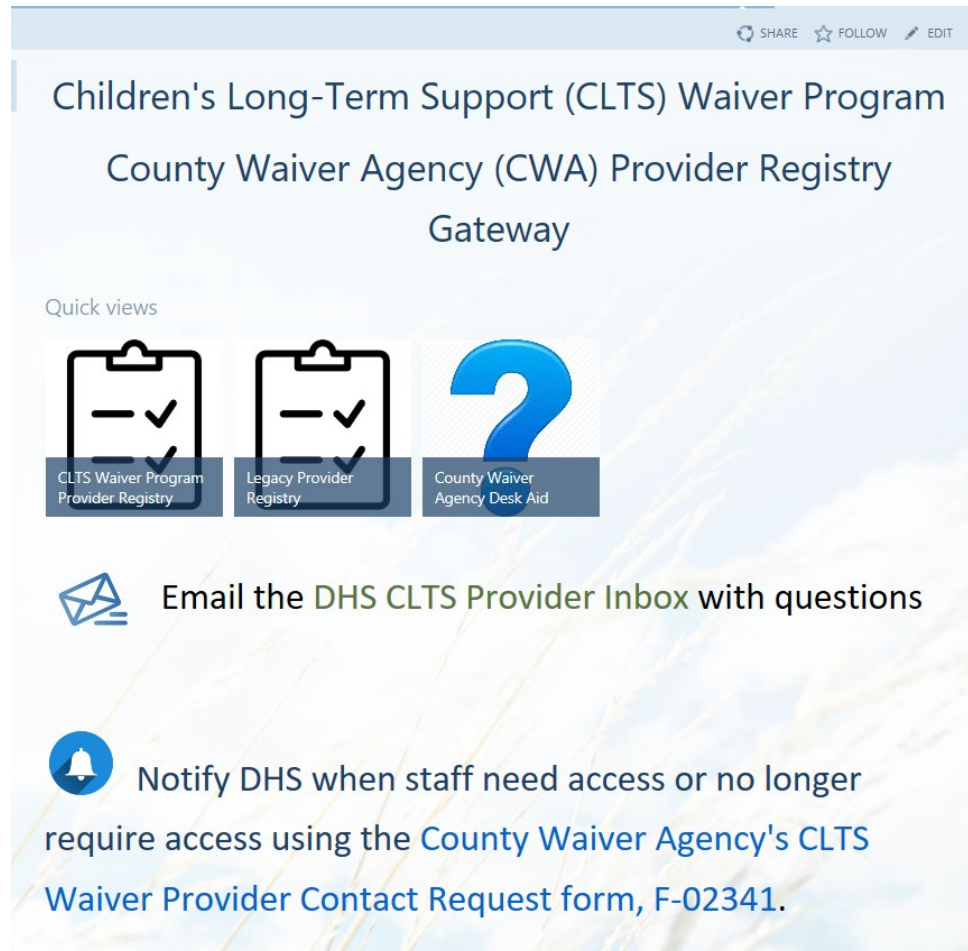 SHARE FOLLOW EDIT
Children's Long-Term Support (CLTS) Waiver Program
County Waiver Agency (CWA) Provider Registry
Gateway
Quick views
CLTS Waiver Program
Provider Registry
Legacy Provider
Registry
County Waiver
Agency Desk Aid
Email the DHS CLTS Provider Inbox with questions
Notify DHS when staff need access or no longer
require access using the County Waiver Agency's CLTS
Waiver Provider Contact Request form, F-02341.